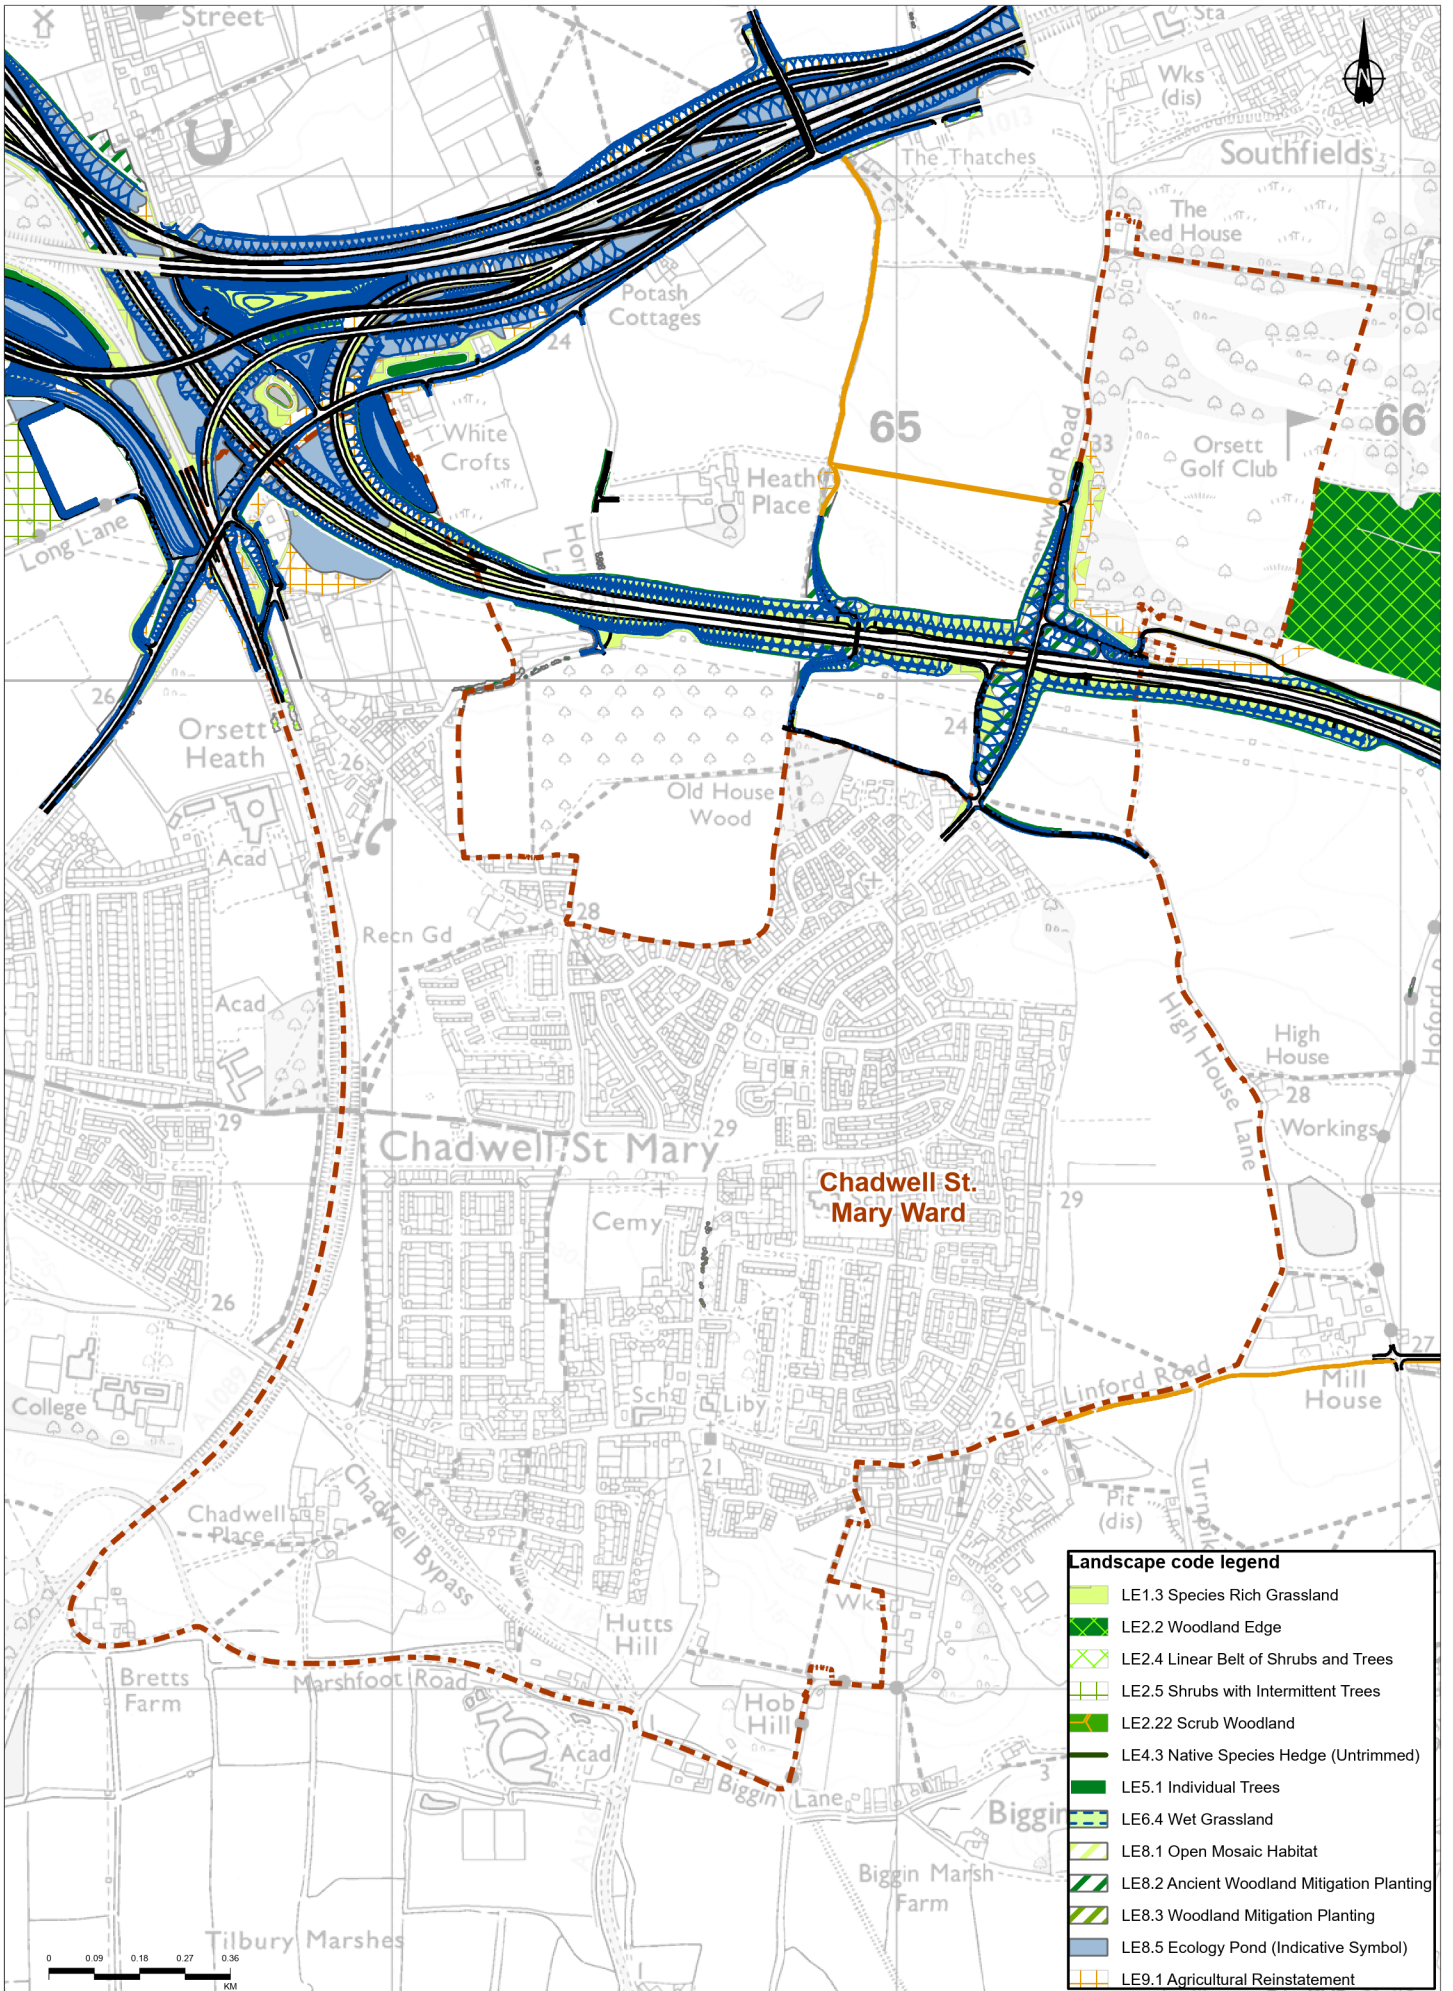 Street
Sta
Wks
(dis)
A1013
The Thatches
Southfields
The
Red House
Potash
Cottages
24
65
66
White
Crofts
Heath
Place
33
Orsett
Golf Club
Long Lane
26
Orsett
Heath
26
24
Old House
Wood
Acad
28
Recn Gd
Acad
High House Lane
High
House
28
Workings
29
Chadwell St Mary
29
Chadwell St.
Mary Ward
29
Cemy
26
27
Linford Road
Mill
House
College
Sch
Liby
26
21
Chadwell
Place
Chadwell Bypass
Pit
(dis)
Wks
Hutts
Hill
Bretts
Farm
Marshfoot Road
Hob
Hill
Acad
3
Biggin Lane
Biggin
Biggin Marsh
Farm
Tilbury Marshes
0 0.09 0.18 0.27 0.36
KM
N
Landscape code legend
LE1.3 Species Rich Grassland
LE2.2 Woodland Edge
LE2.4 Linear Belt of Shrubs and Trees
LE2.5 Shrubs with Intermittent Trees
LE2.22 Scrub Woodland
LE4.3 Native Species Hedge (Untrimmed)
LE5.1 Individual Trees
LE6.4 Wet Grassland
LE8.1 Open Mosaic Habitat
LE8.2 Ancient Woodland Mitigation Planting
LE8.3 Woodland Mitigation Planting
LE8.5 Ecology Pond (Indicative Symbol)
LE9.1 Agricultural Reinstatement